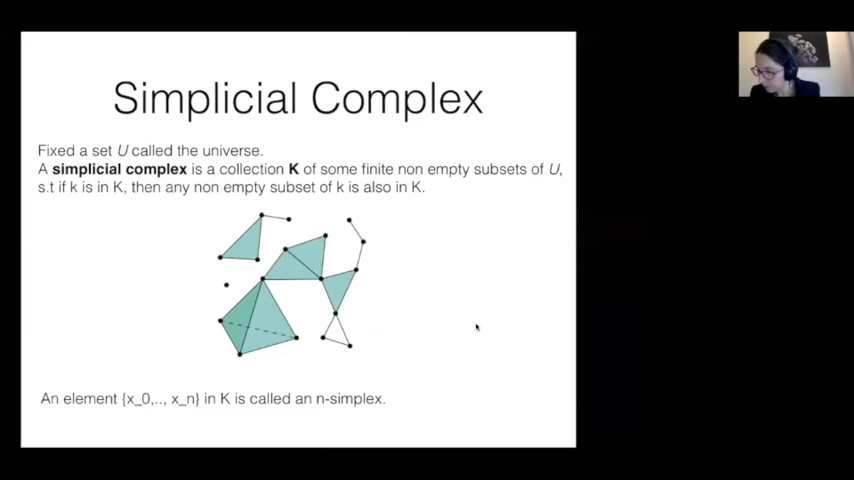 Simplicial Complex
Fixed a set U called the universe.
A simplicial complex is a collection K of some finite non empty subsets of U,
s.t if k is in K, then any non empty subset of k is also in K.
An element {x_0,.., x_n} in K is called an n-simplex.